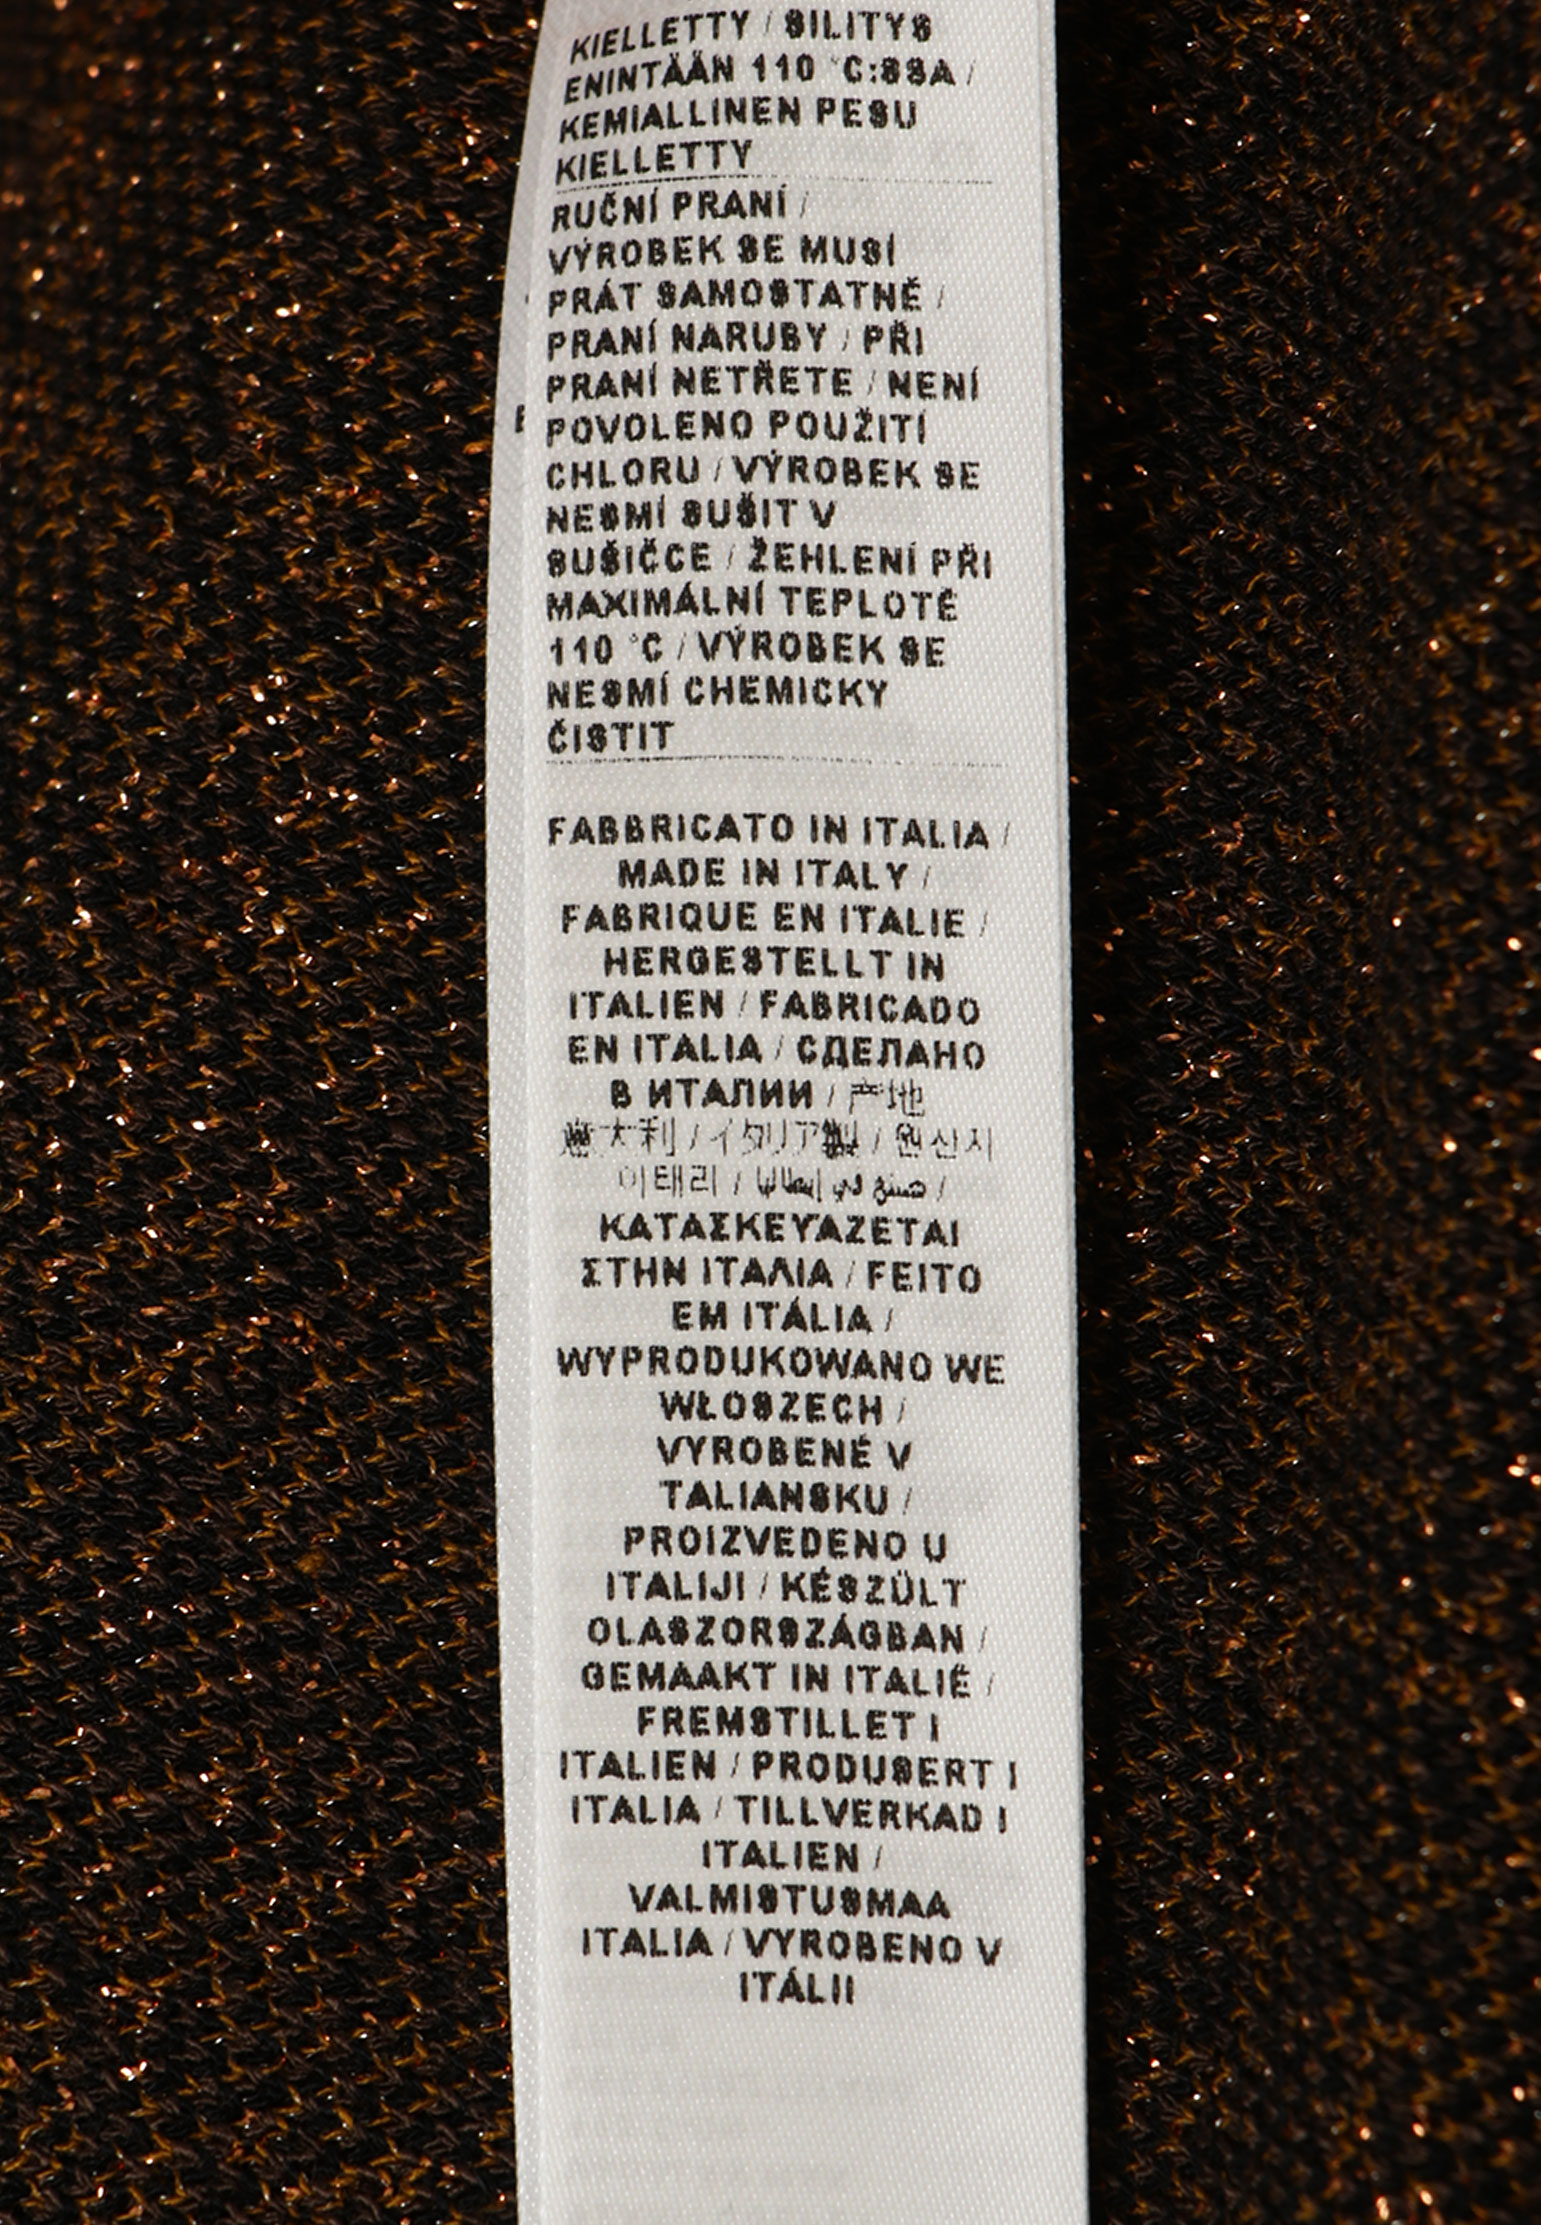 KIELLETTY / SILITYS
ENINTÄÄN 110 °C:SSA /
KEMIALLINEN PESU
KIELLETTY
RUČNÍ PRANÍ /
VÝROBEK SE MUSÍ
PRÁT SAMOSTATNĚ /
PRANÍ NARUBY / PŘI
PRANÍ NETŘETE / NENÍ
POVOLENO POUŽITÍ
CHLORU / VÝROBEK SE
NESMÍ SUŠIT V
SUŠIČCE / ŽEHLENÍ PŘI
MAXIMÁLNÍ TEPLOTĚ
110 °C / VÝROBEK SE
NESMÍ CHEMICKY
ČISTIT
FABBRICATO IN ITALIA /
MADE IN ITALY /
FABRIQUE EN ITALIE /
HERGESTELLT IN
ITALIEN / FABRICADO
EN ITALIA / СДЕЛАНО
В ИТАЛИИ / 产地
意大利 / イタリア製 / 원산지
이태리 / صنع في إيطاليا /
ΚΑΤΑΣΚΕΥΑΖΕΤΑΙ
ΣΤΗΝ ΙΤΑΛΙΑ / FEITO
EM ITÁLIA /
WYPRODUKOWANO WE
WŁOSZECH /
VYROBENÉ V
TALIANSKU /
PROIZVEDENO U
ITALIJI / KÉSZÜLT
OLASZORSZÁGBAN /
GEMAAKT IN ITALIË /
FREMSTILLET I
ITALIEN / PRODUSERT I
ITALIA / TILLVERKAD I
ITALIEN /
VALMISTUSMAA
ITALIA / VYROBENO V
ITÁLII